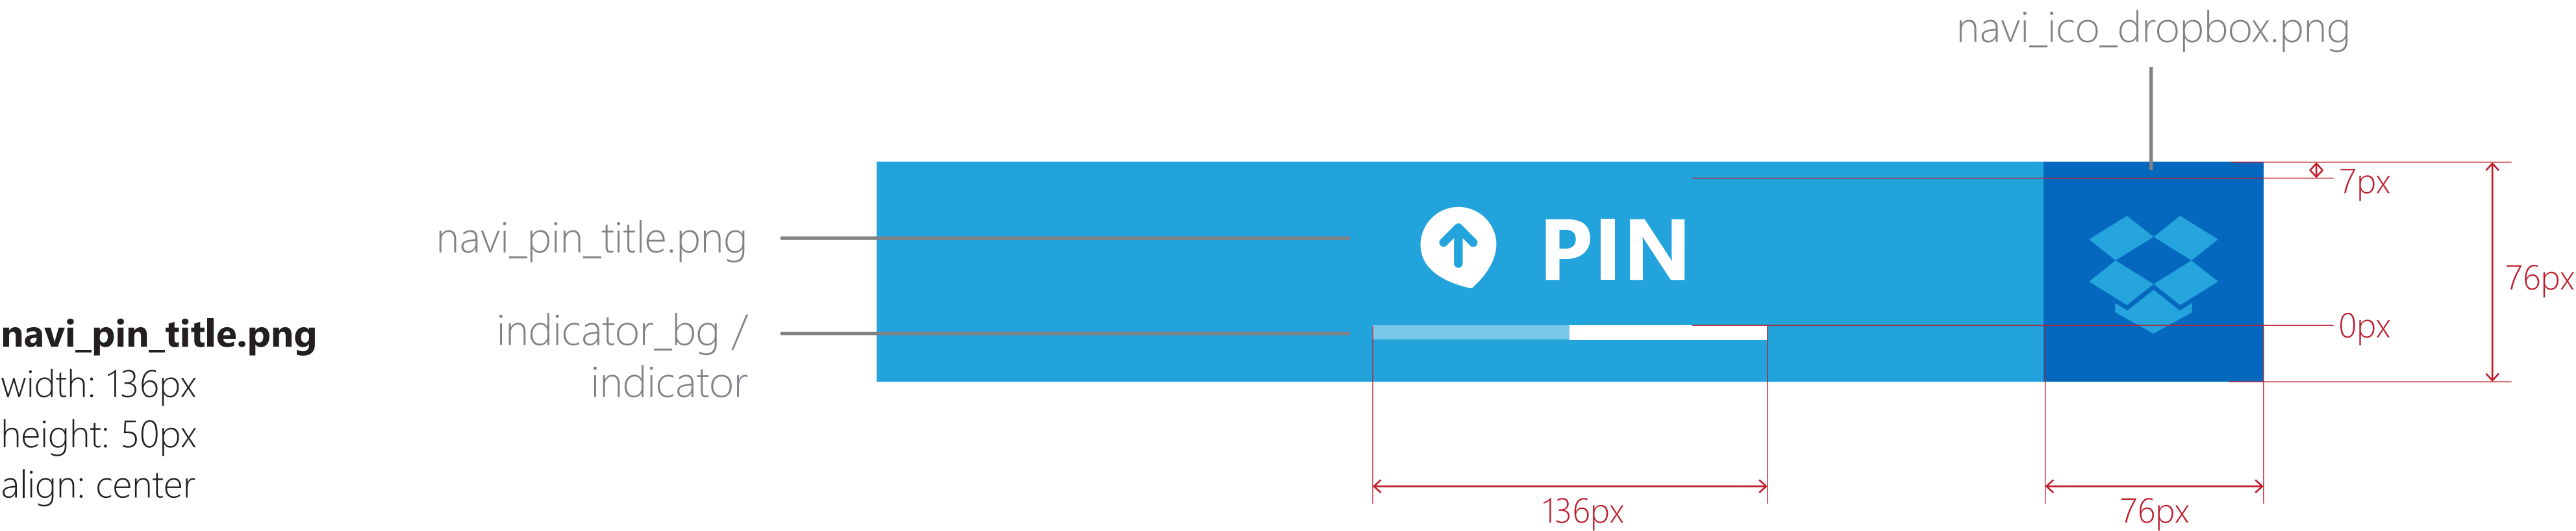 navi_ico_dropbox.png
7px
navi_pin_title.png
PIN
76px
navi_pin_title.png
width: 136px
height: 50px
align: center
indicator_bg /
indicator
0px
136px
76px